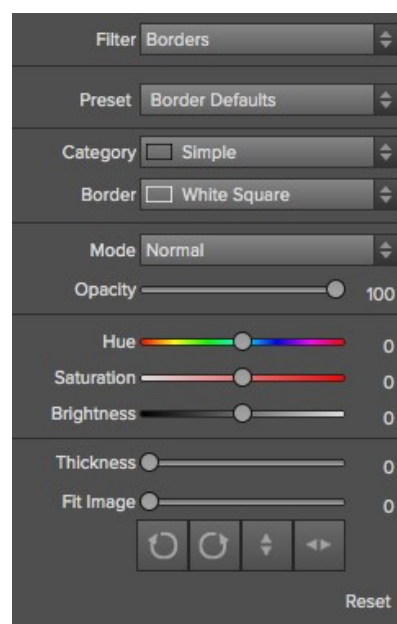 Filter Borders
Preset Border Defaults
Category Simple
Border White Square
Mode Normal
Opacity 100
Hue 0
Saturation 0
Brightness 0
Thickness 0
Fit Image 0
Reset